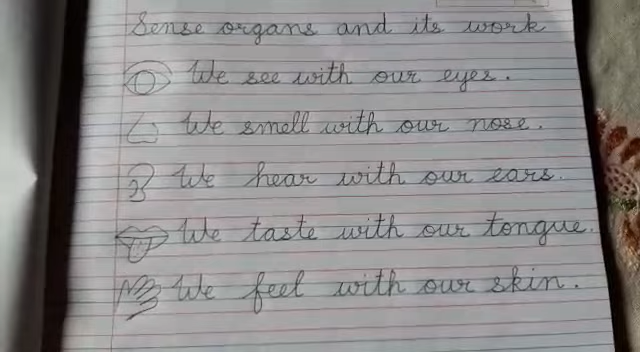 Sense organs and its work
We see with our eyes.
We smell with our nose.
We hear with our ears.
We taste with our tongue.
We feel with our skin.